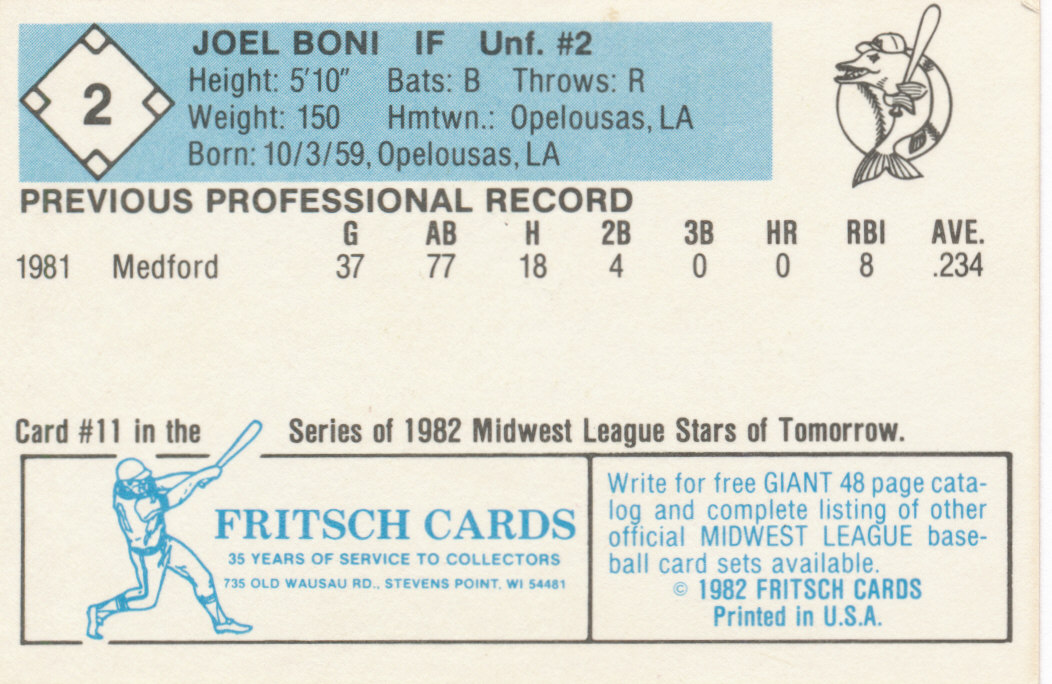 2
JOEL BONI IF Unf. #2
Height: 5'10" Bats: B Throws: R
Weight: 150 Hmtwn.: Opelousas, LA
Born: 10/3/59, Opelousas, LA
PREVIOUS PROFESSIONAL RECORD
G AB H 2B 3B HR RBI AVE.
1981 Medford 37 77 18 4 0 0 8 .234
Card #11 in the Series of 1982 Midwest League Stars of Tomorrow.
FRITSCH CARDS
35 YEARS OF SERVICE TO COLLECTORS
735 OLD WAUSAU RD., STEVENS POINT, WI 54481
Write for free GIANT 48 page cata-
log and complete listing of other
official MIDWEST LEAGUE base-
ball card sets available.
© 1982 FRITSCH CARDS
Printed in U.S.A.